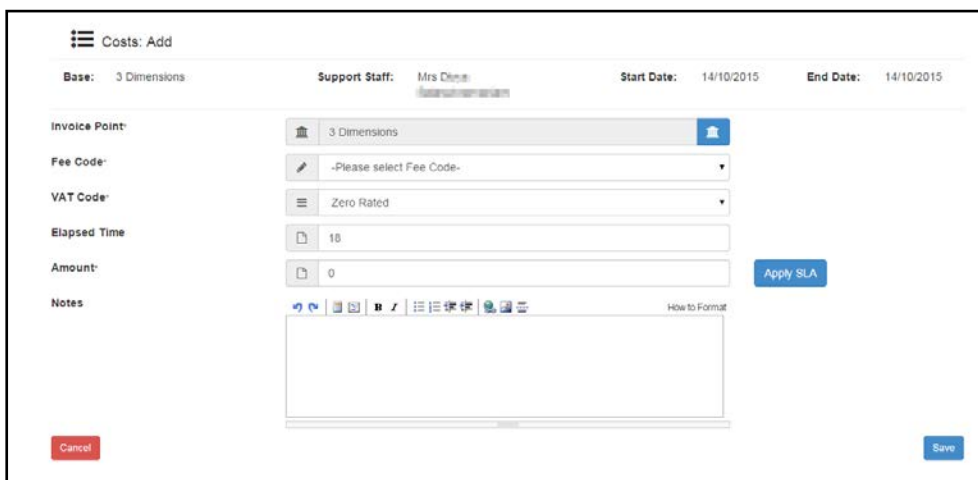 Costs: Add
Base: 3 Dimensions Support Staff: Mrs Start Date: 14/10/2015 End Date: 14/10/2015
Invoice Point* 3 Dimensions
Fee Code* -Please select Fee Code-
VAT Code* Zero Rated
Elapsed Time 18
Amount* 0 Apply SLA
Notes B I How to Format
Cancel Save